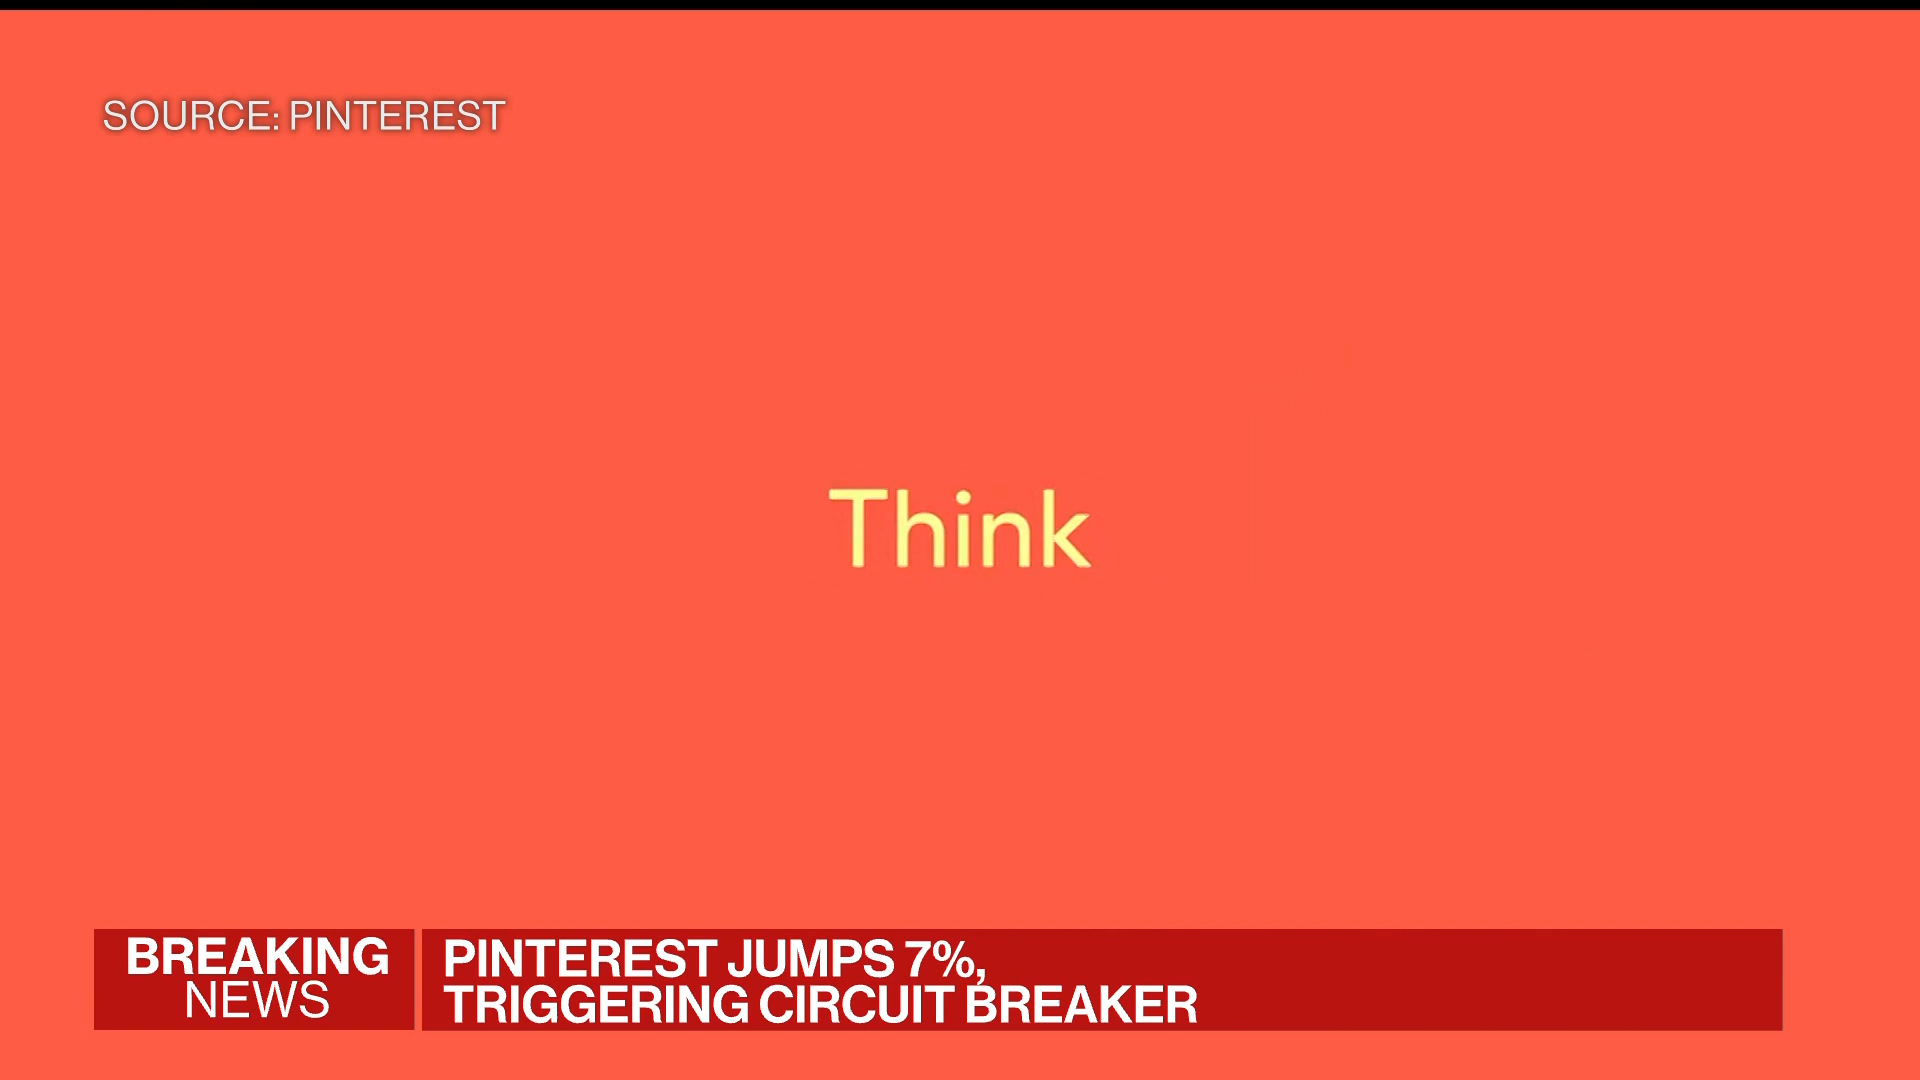 SOURCE: PINTEREST
Think
BREAKING
NEWS
PINTEREST JUMPS 7%,
TRIGGERING CIRCUIT BREAKER